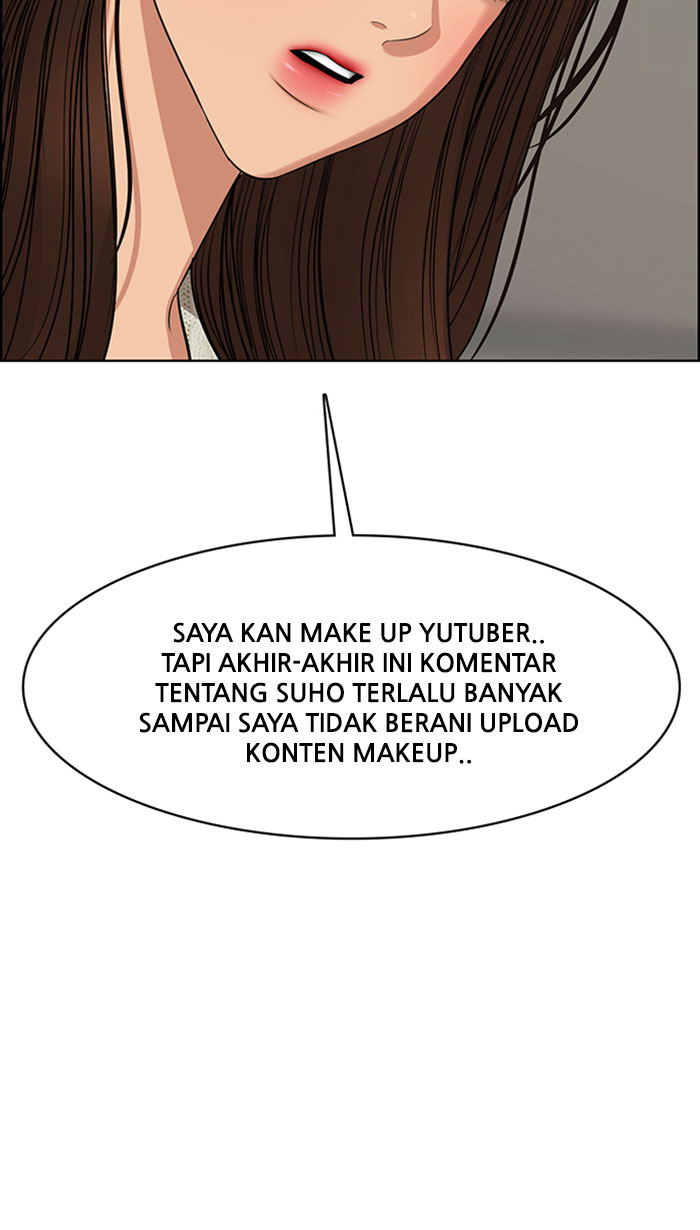 SAYA KAN MAKE UP YUTUBER..
TAPI AKHIR-AKHIR INI KOMENTAR
TENTANG SUHO TERLALU BANYAK
SAMPAI SAYA TIDAK BERANI UPLOAD
KONTEN MAKEUP..